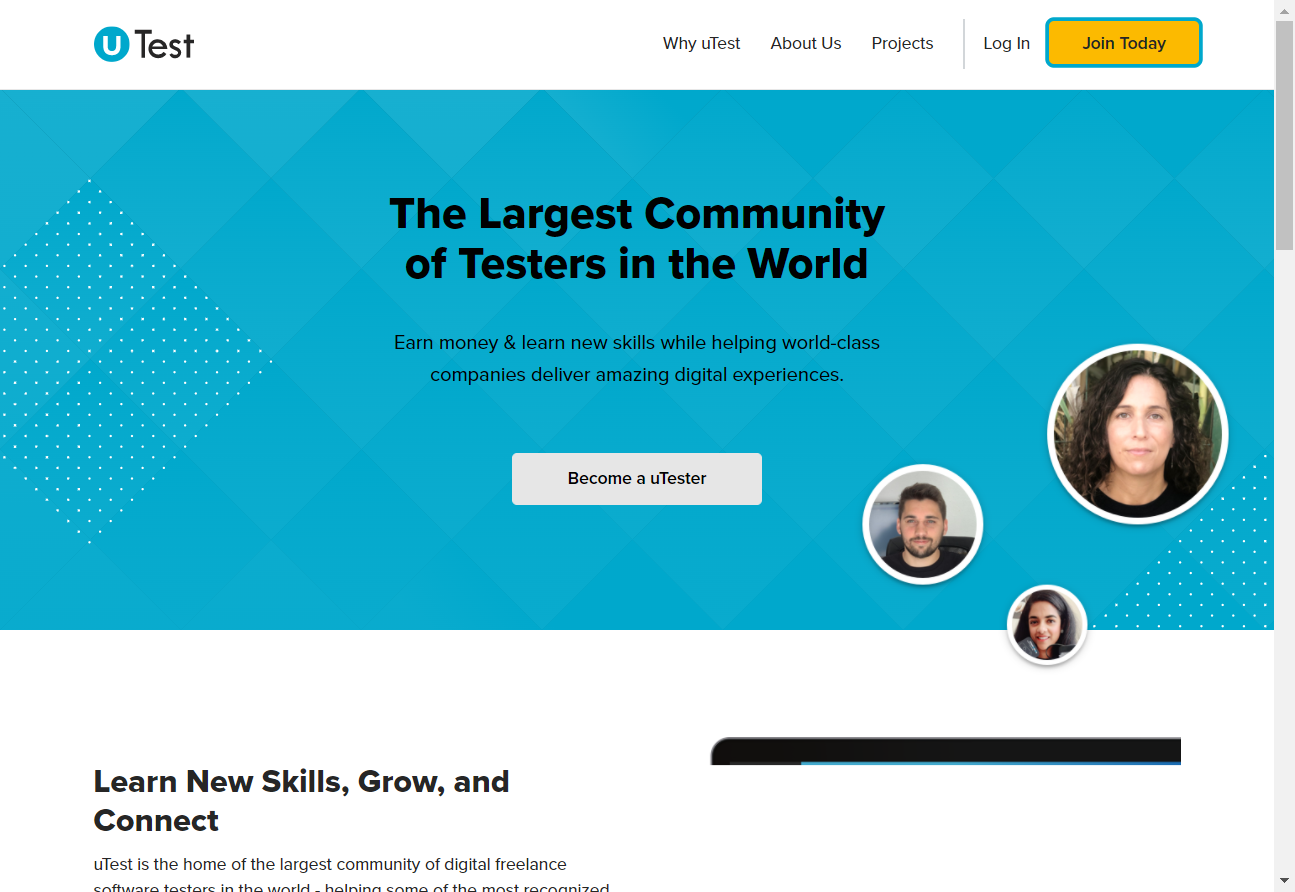 uTest
Why uTest
About Us
Projects
Log In
Join Today
The Largest Community
of Testers in the World
Earn money & learn new skills while helping world-class
companies deliver amazing digital experiences.
Become a uTester
Learn New Skills, Grow, and
Connect
uTest is the home of the largest community of digital freelance
software testers in the world - helping some of the most recognized